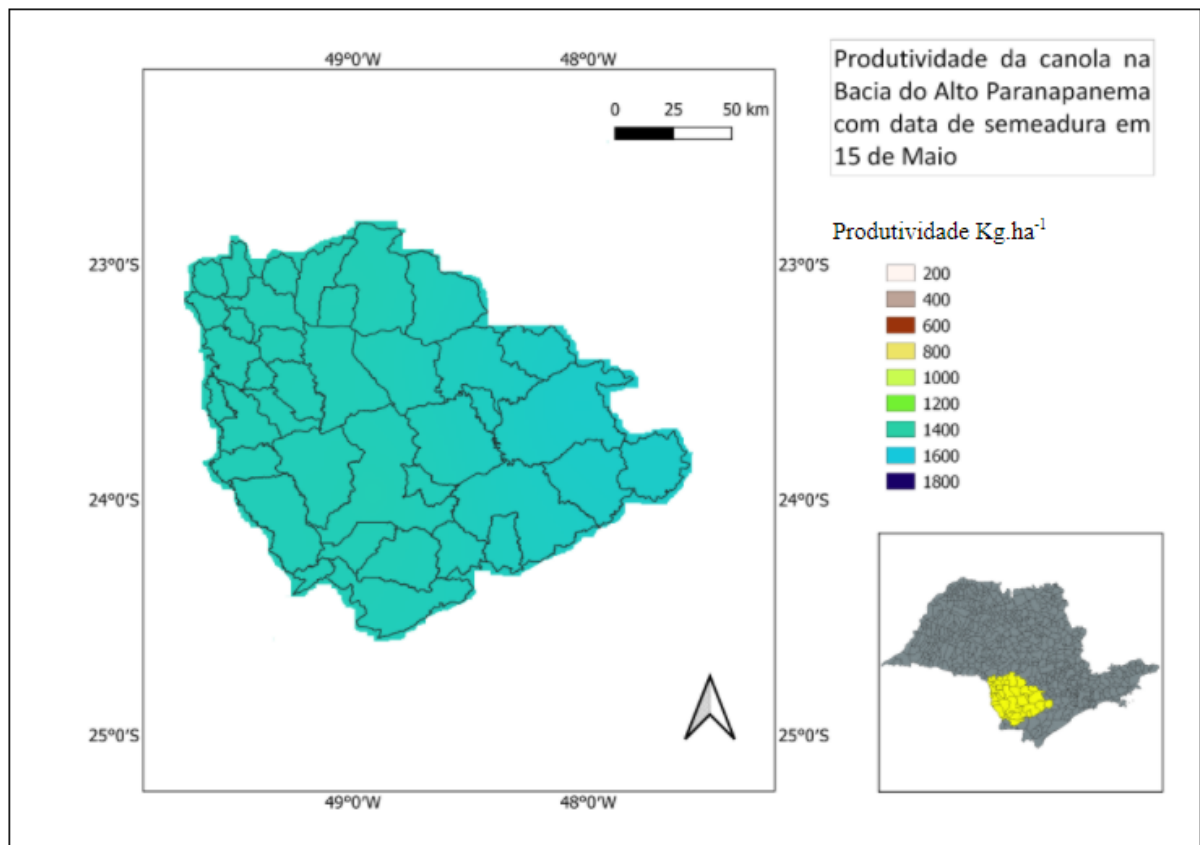 49°0′W 48°0′W
0 25 50 km
Produtividade da canola na
Bacia do Alto Paranapanema
com data de semeadura em
15 de Maio
Produtividade Kg.ha⁻¹
200
400
600
800
1000
1200
1400
1600
1800
23°0′S 23°0′S
24°0′S 24°0′S
25°0′S 25°0′S
49°0′W 48°0′W